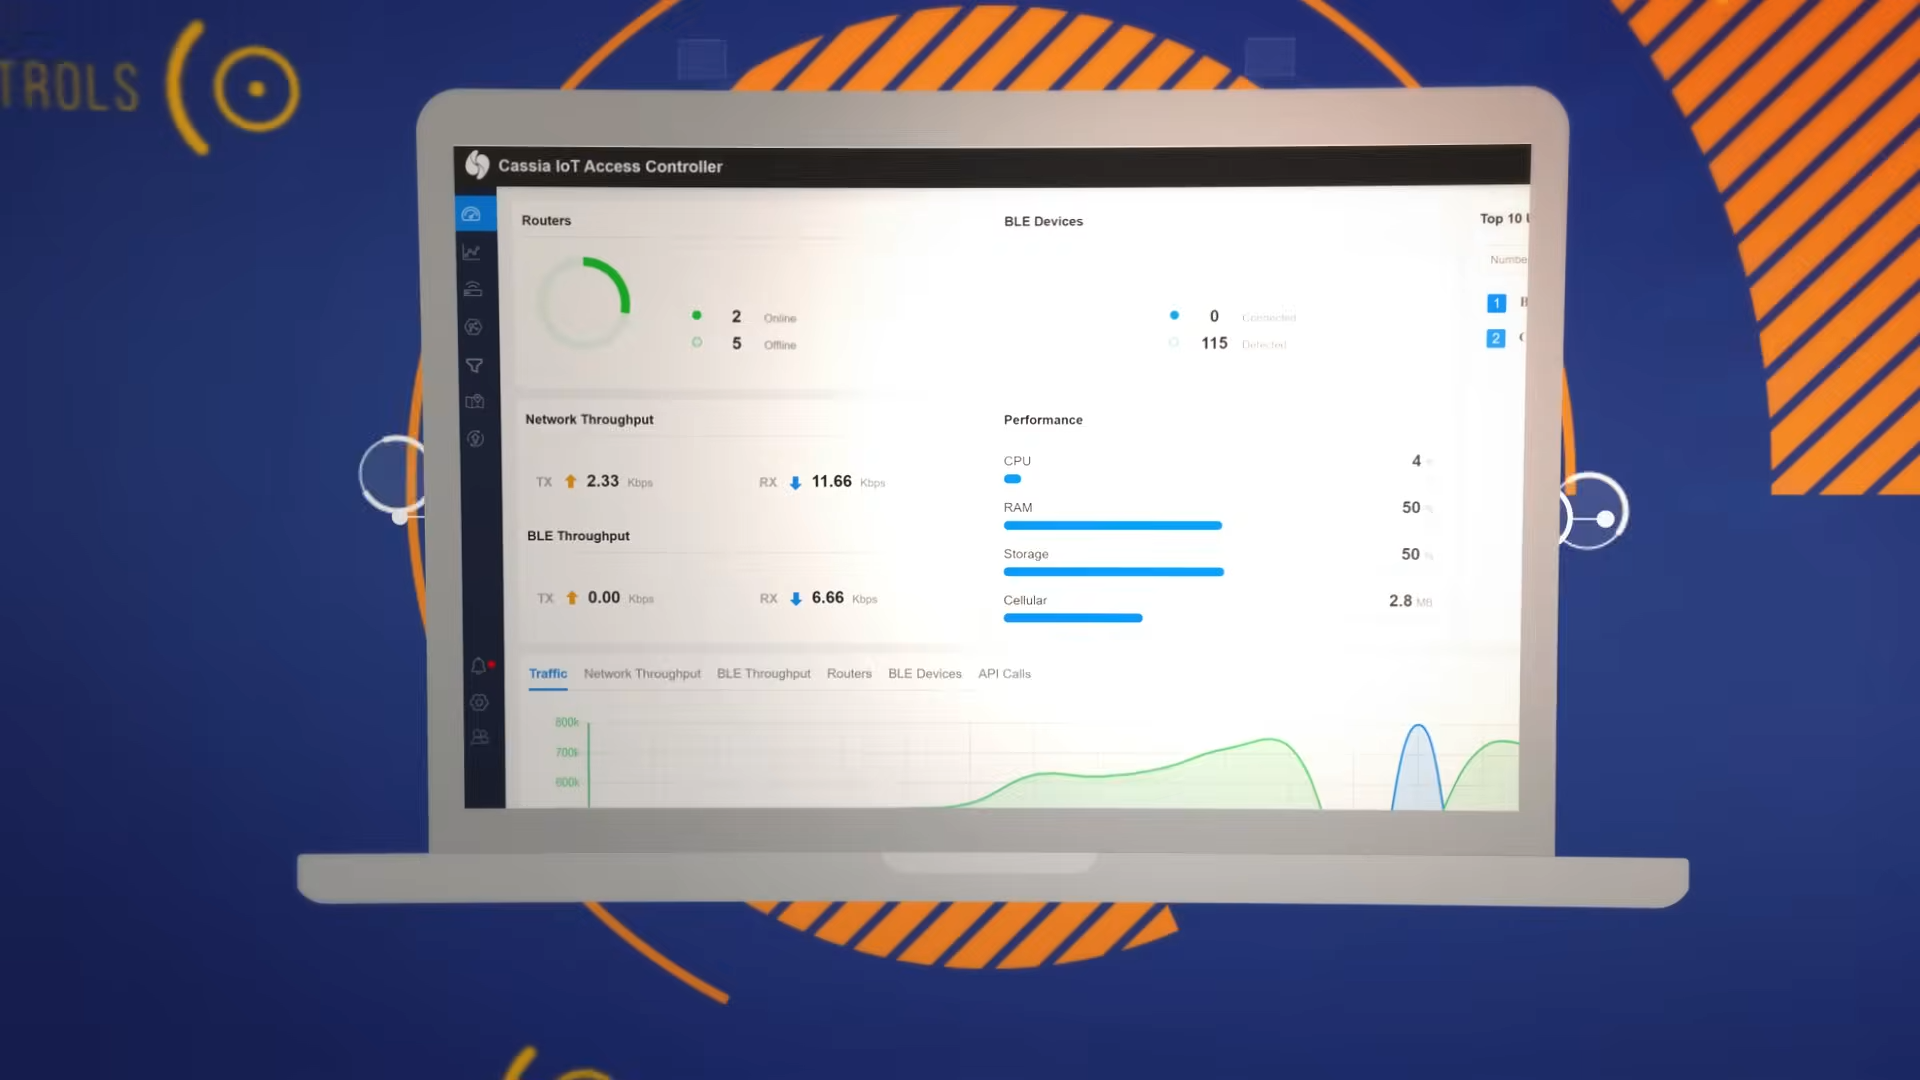 TROLS
Cassia IoT Access Controller
Routers
BLE Devices
Top 10
Numbe
2 Online
0 Connected
1
5 Offline
115 Detected
2
Network Throughput
Performance
TX 2.33 Kbps RX 11.66 Kbps
CPU 4
RAM 50
BLE Throughput
Storage 50
TX 0.00 Kbps RX 6.66 Kbps
Cellular 2.8 MB
Traffic Network Throughput BLE Throughput Routers BLE Devices API Calls
800k
700k
600k